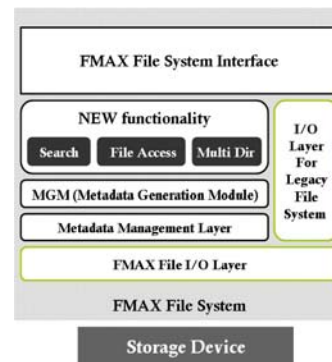 FMAX File System Interface
NEW functionality
Search
File Access
Multi Dir
I/O
Layer
For
Legacy
File
System
MGM (Metadata Generation Module)
Metadata Management Layer
FMAX File I/O Layer
FMAX File System
Storage Device